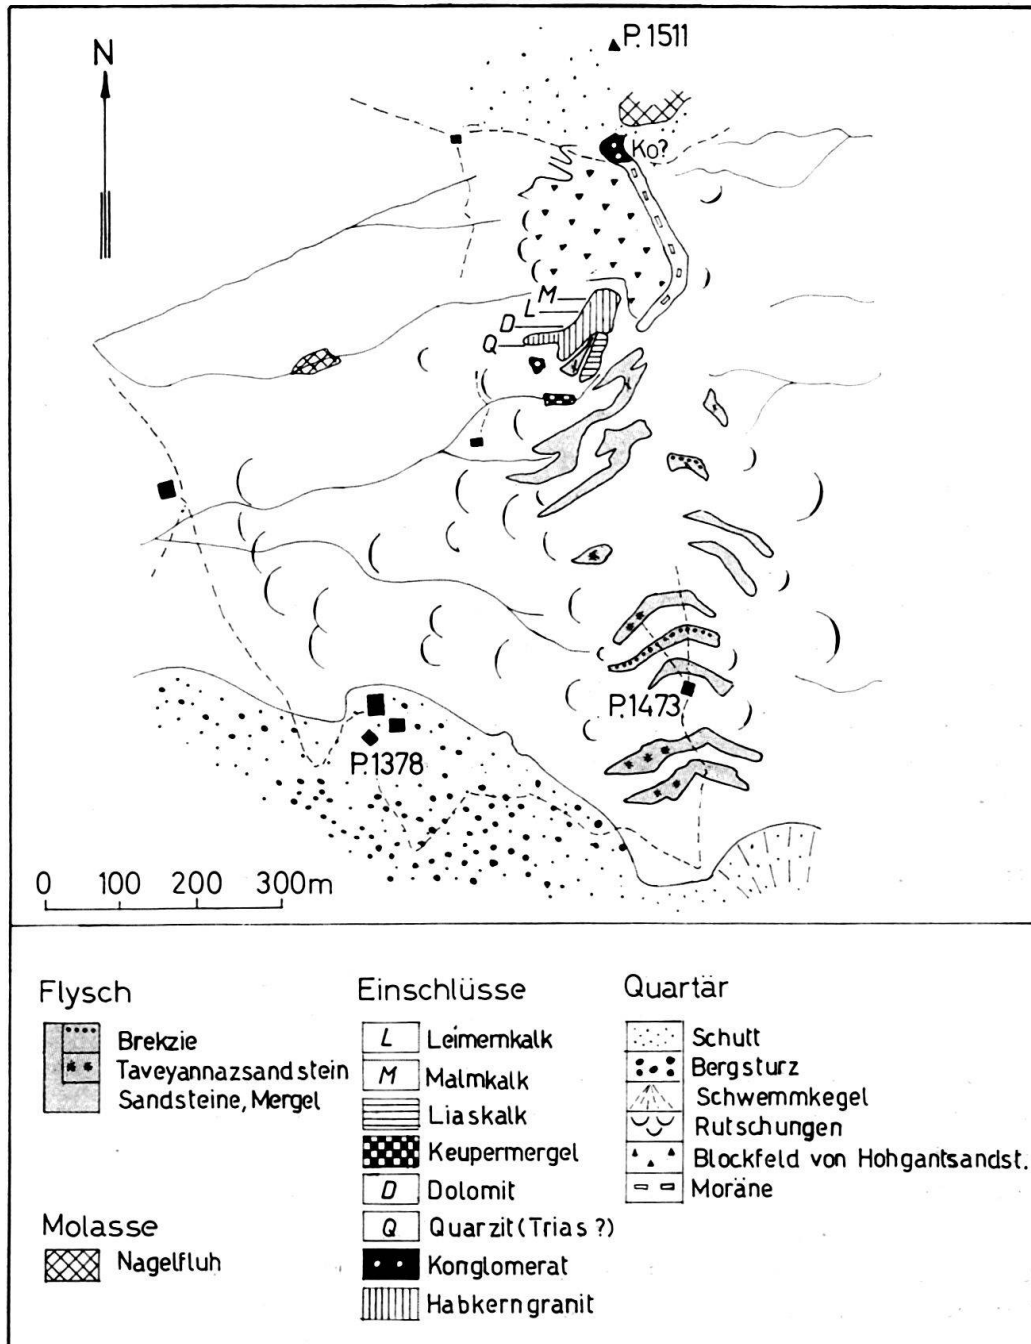 P.1511
N
Ko?
M
L
D
Q
L
P.1473
P.1378
0 100 200 300m
Flysch
Brekzie
Taveyannazsandstein
Sandsteine, Mergel
Molasse
Nagelfluh
Einschlüsse
L Leimernkalk
M Malmkalk
Liaskalk
Keupermergel
D Dolomit
Q Quarzit (Trias ?)
Konglomerat
Habkerngranit
Quartär
Schutt
Bergsturz
Schwemmkegel
Rutschungen
Blockfeld von Hohgantsandst.
Moräne